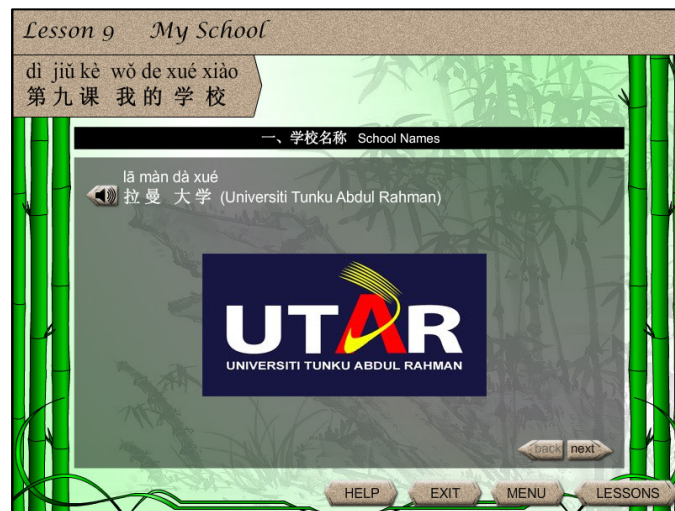 Lesson 9 My School
dì jiǔ kè wǒ de xué xiào
第九课 我的学校
一、学校名称 School Names
lā màn dà xué
拉曼 大学 (Universiti Tunku Abdul Rahman)
UTAR
UNIVERSITI TUNKU ABDUL RAHMAN
back next
HELP EXIT MENU LESSONS